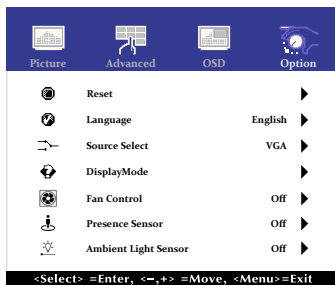 Picture Advanced OSD Option
Reset
Language English
Source Select VGA
DisplayMode
Fan Control Off
Presence Sensor Off
Ambient Light Sensor Off
<Select> =Enter, <−,+> =Move, <Menu>=Exit